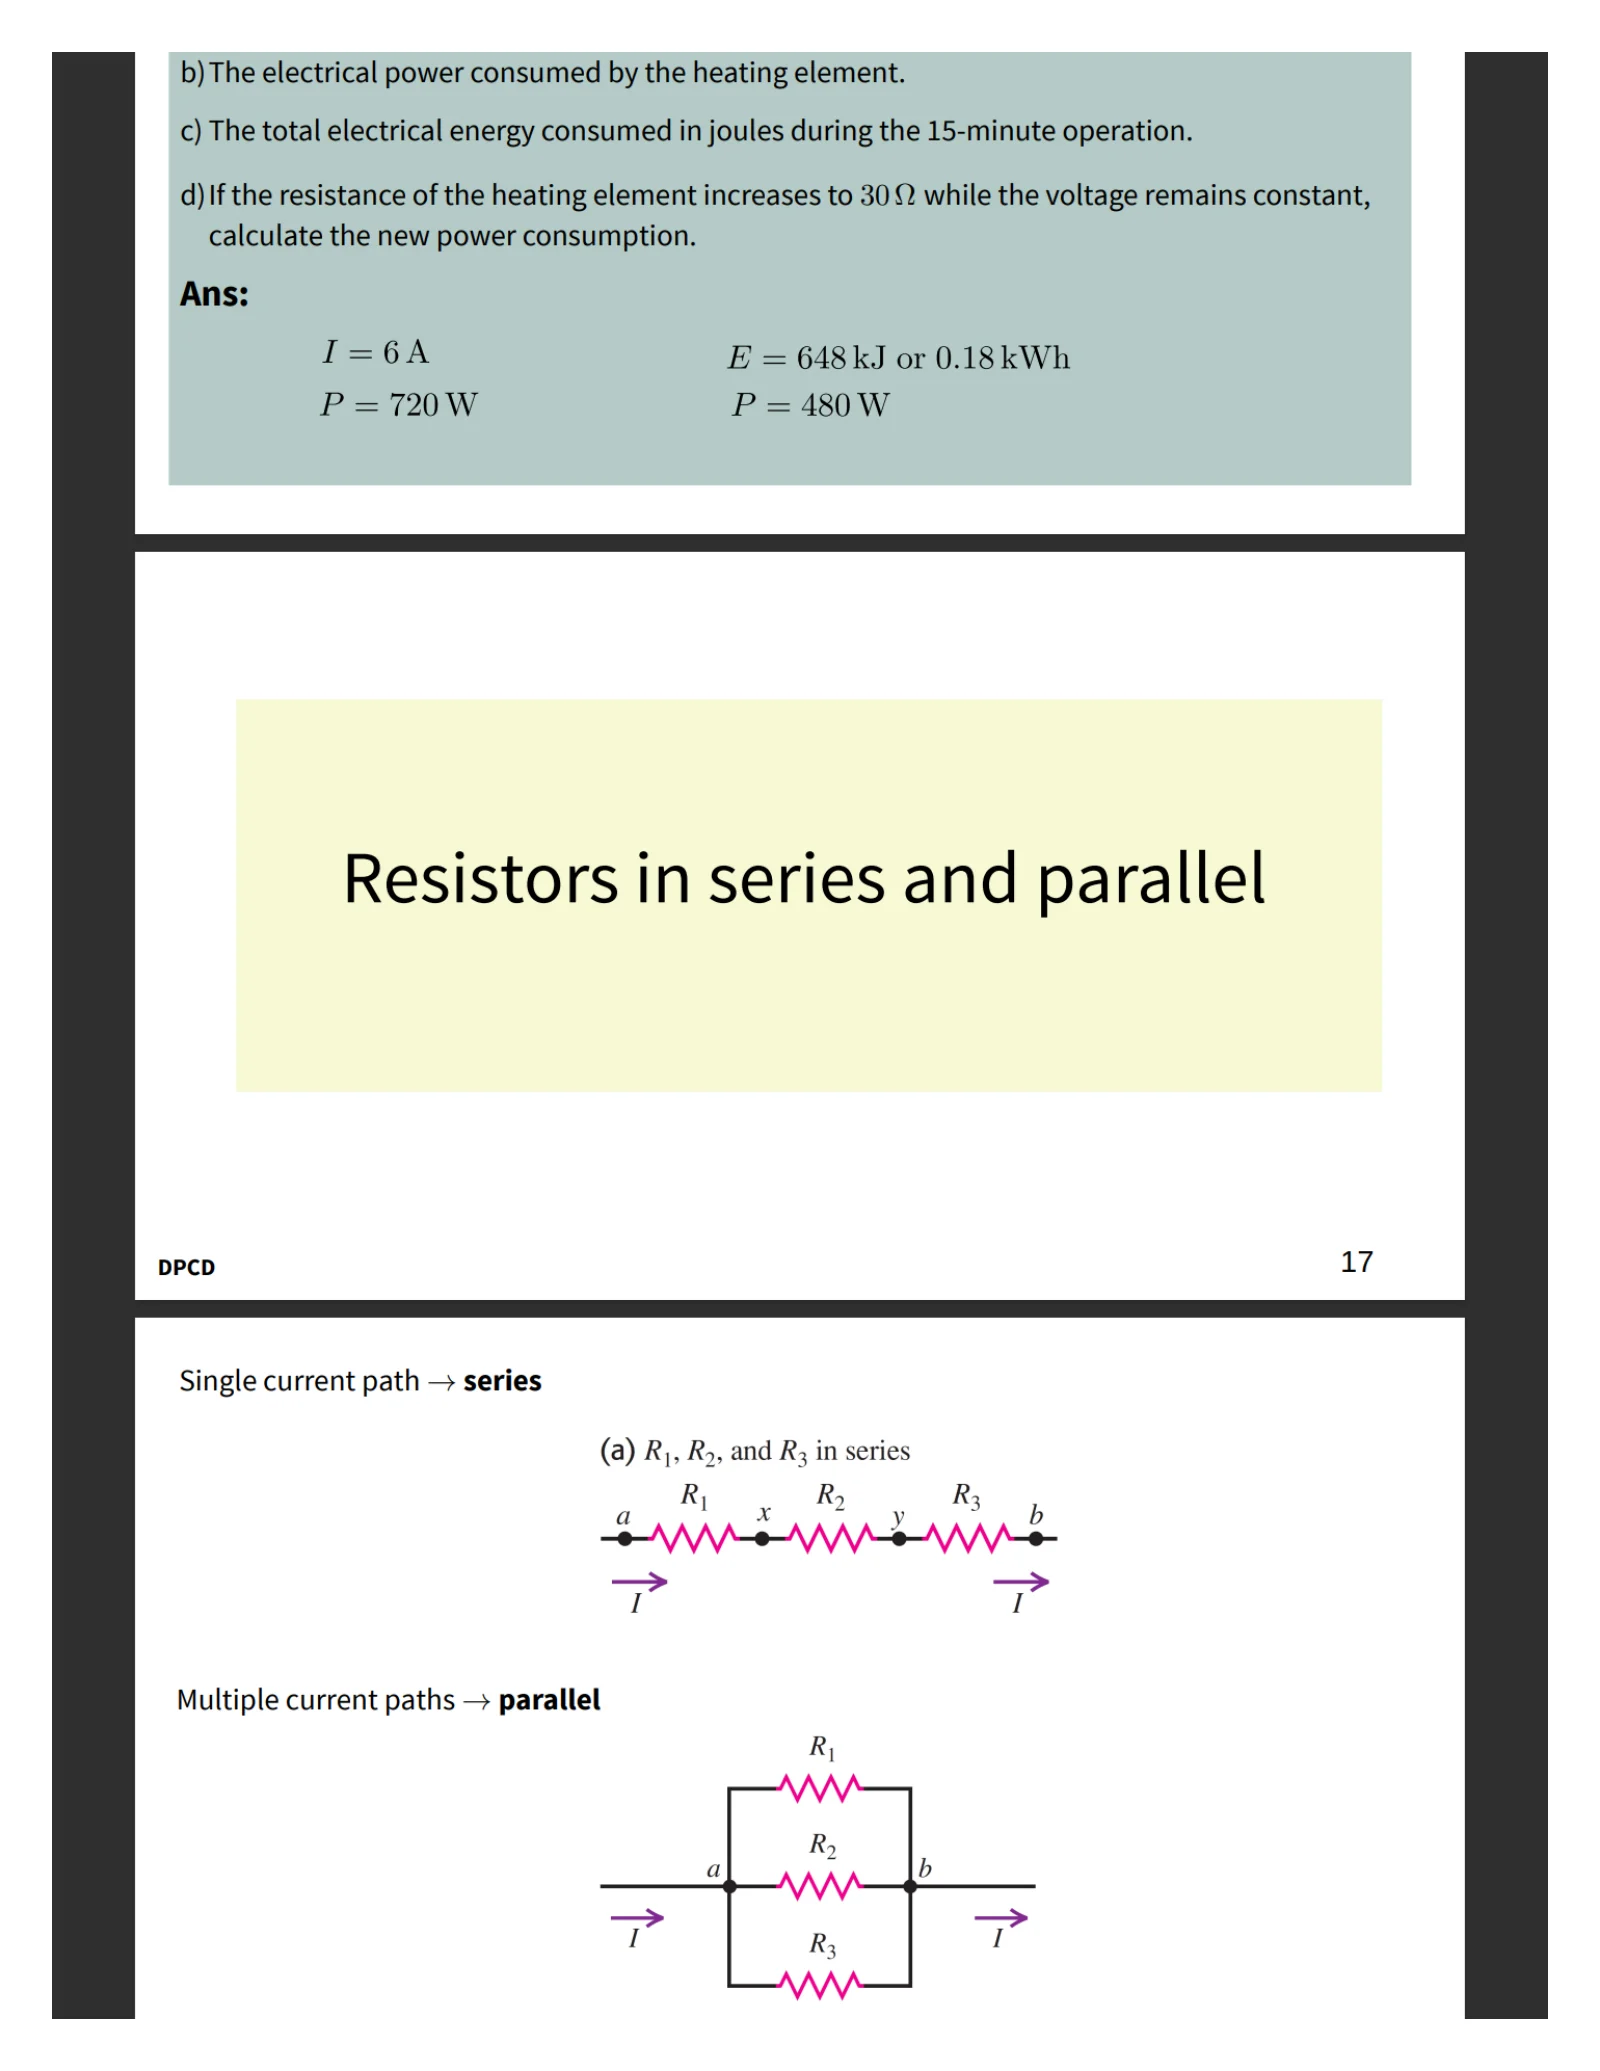 b) The electrical power consumed by the heating element.
c) The total electrical energy consumed in joules during the 15-minute operation.
d) If the resistance of the heating element increases to 30 Ω while the voltage remains constant,
calculate the new power consumption.
Ans:
I = 6 A
E = 648 kJ or 0.18 kWh
P = 720 W
P = 480 W
Resistors in series and parallel
DPCD
17
Single current path → series
(a) R₁, R₂, and R₃ in series
R₁ R₂ R₃
a x y b
I I
Multiple current paths → parallel
R₁
R₂
a b
I I
R₃